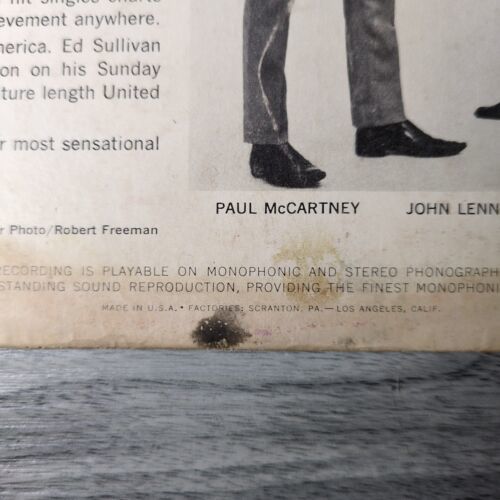 hit singles charts
evement anywhere.
merica. Ed Sullivan
on on his Sunday
ture length United
r most sensational
PAUL McCARTNEY
JOHN LENN
r Photo/Robert Freeman
RECORDING IS PLAYABLE ON MONOPHONIC AND STEREO PHONOGRAPH
STANDING SOUND REPRODUCTION, PROVIDING THE FINEST MONOPHONI
MADE IN U.S.A. • FACTORIES: SCRANTON, PA. — LOS ANGELES, CALIF.